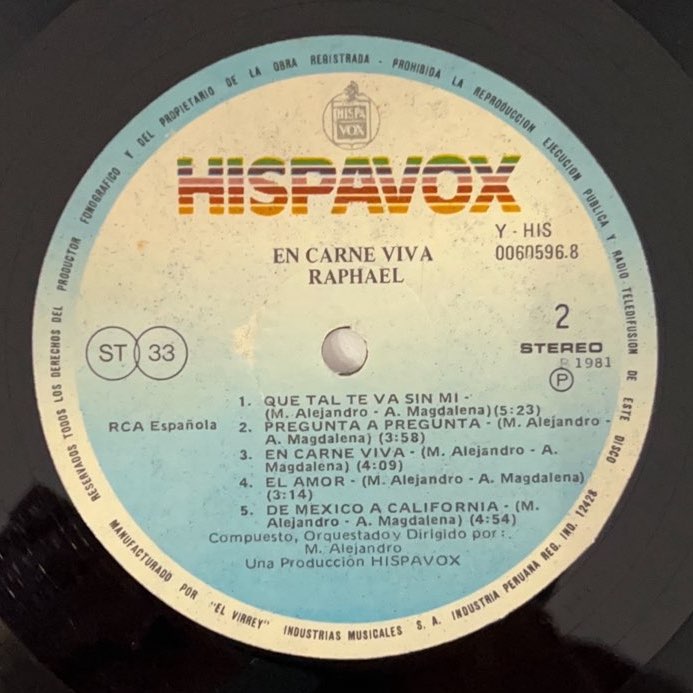 RESERVADOS TODOS LOS DERECHOS DEL PRODUCTOR FONOGRAFICO Y DEL PROPIETARIO DE LA OBRA REGISTRADA - PROHIBIDA LA REPRODUCCION EJECUCION PUBLICA Y RADIO TELEDIFUSION DE ESTE DISCO
HISPA
VOX
HISPAVOX
EN CARNE VIVA
RAPHAEL
Y - HIS
0060596.8
ST 33
2
STEREO
1981
P
RCA Española
1. QUE TAL TE VA SIN MI -
(M. Alejandro - A. Magdalena) (5:23)
2. PREGUNTA A PREGUNTA - (M. Alejandro -
A. Magdalena) (3:58)
3. EN CARNE VIVA - (M. Alejandro - A.
Magdalena) (4:09)
4. EL AMOR - (M. Alejandro - A. Magdalena)
(3:14)
5. DE MEXICO A CALIFORNIA - (M.
Alejandro - A. Magdalena) (4:54)
Compuesto, Orquestado y Dirigido por :
M. Alejandro
Una Producción HISPAVOX
MANUFACTURADO POR "EL VIRREY" INDUSTRIAS MUSICALES S. A. INDUSTRIA PERUANA REG. IND. 12428